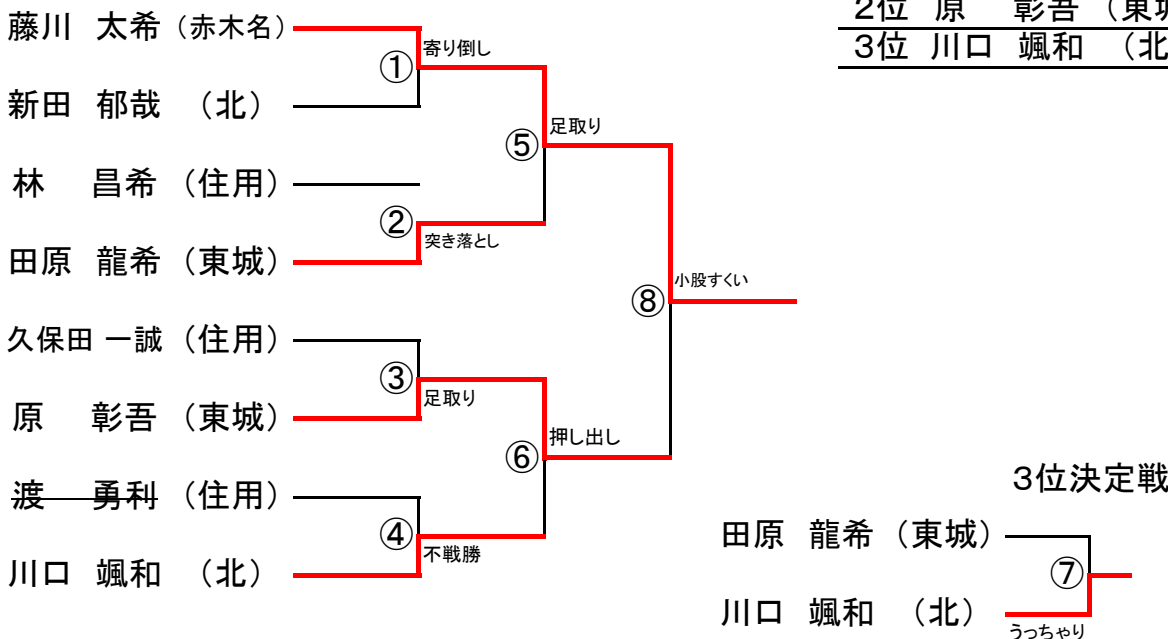 2位 原 彰吾 (東城
3位 川口 颯和 (北
藤川 太希 (赤木名)
寄り倒し
①
新田 郁哉 (北)
足取り
⑤
林 昌希 (住用)
②
突き落とし
田原 龍希 (東城)
小股すくい
⑧
久保田 一誠 (住用)
③
足取り
原 彰吾 (東城)
押し出し
⑥
渡 勇利 (住用)
④
不戦勝
川口 颯和 (北)
3位決定戦
田原 龍希 (東城)
⑦
川口 颯和 (北)
うっちゃり